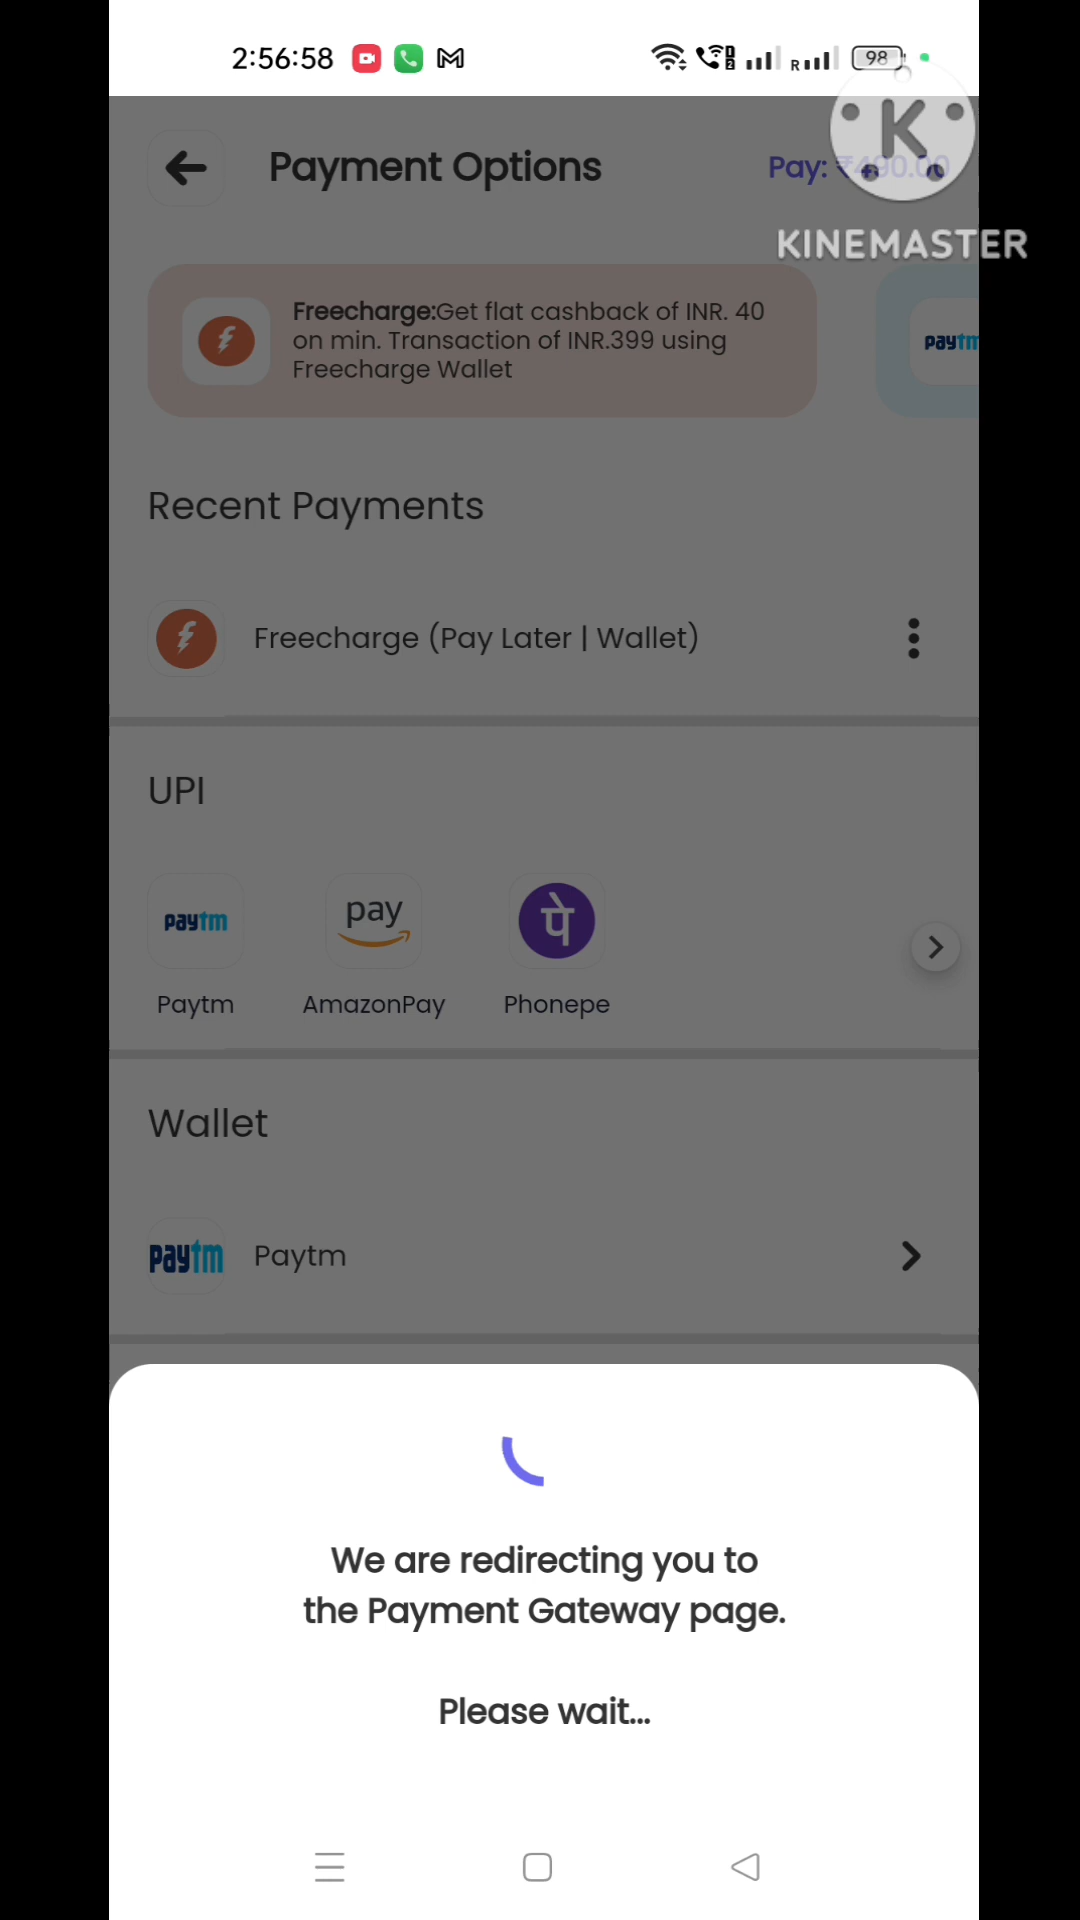 2:56:58
R
98
Payment Options
Pay: ₹490.00
K
KINEMASTER
Freecharge:Get flat cashback of INR. 40
on min. Transaction of INR.399 using
Freecharge Wallet
paytm
Recent Payments
Freecharge (Pay Later | Wallet)
UPI
paytm
pay
पे
Paytm
AmazonPay
Phonepe
Wallet
paytm
Paytm
We are redirecting you to
the Payment Gateway page.
Please wait...